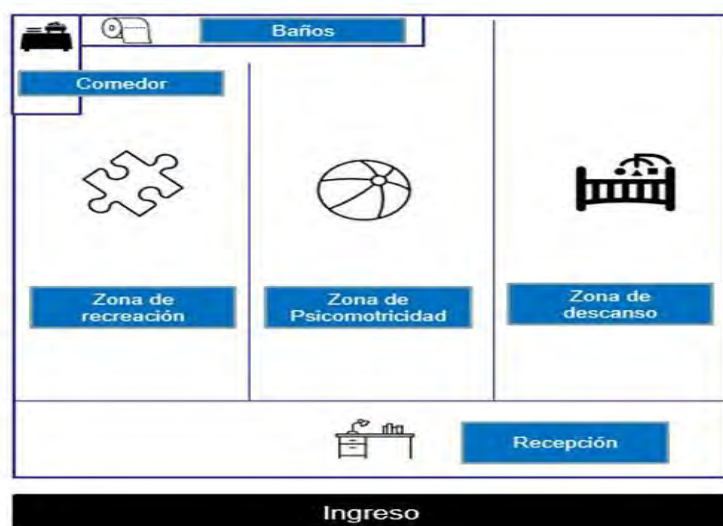 Baños
Comedor
Zona de
recreación
Zona de
Psicomotricidad
Zona de
descanso
Recepción
Ingreso